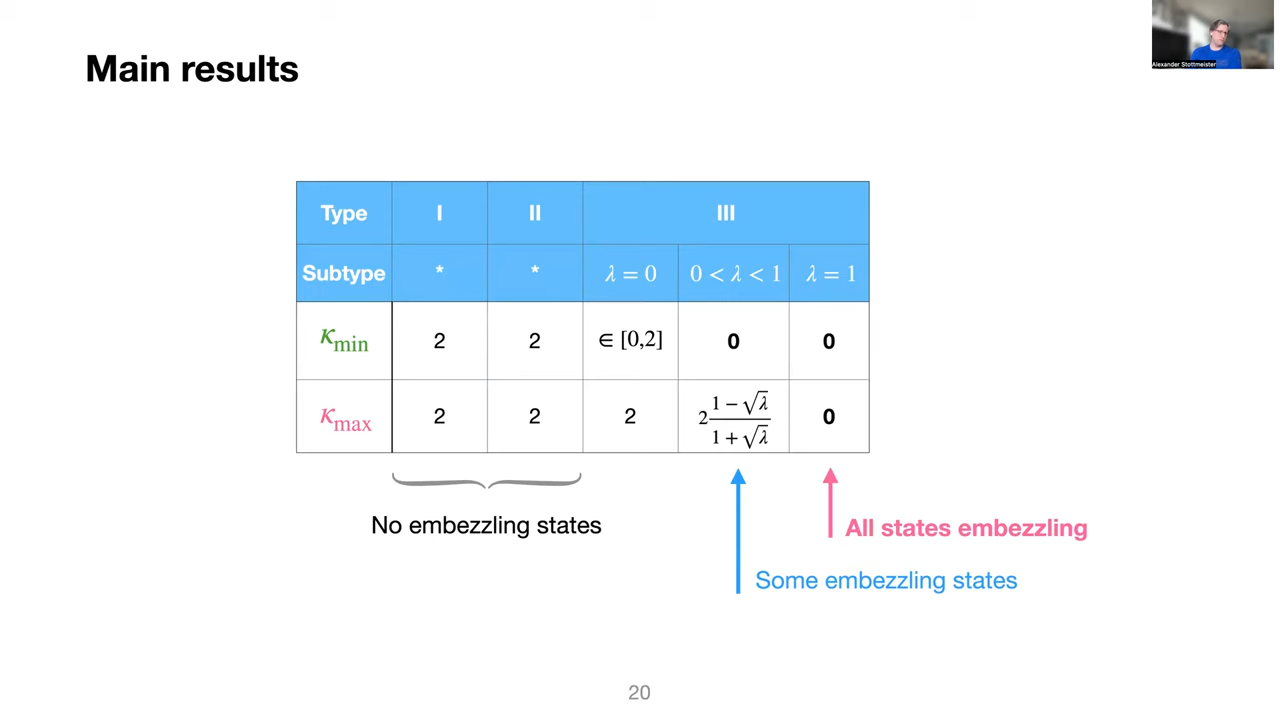 Main results
Alexander Stottmeister
Type I II III
Subtype * * λ = 0 0 < λ < 1 λ = 1
κmin 2 2 ∈ [0,2] 0 0
κmax 2 2 2 2 (1 − √λ)/(1 + √λ) 0
No embezzling states
All states embezzling
Some embezzling states
20